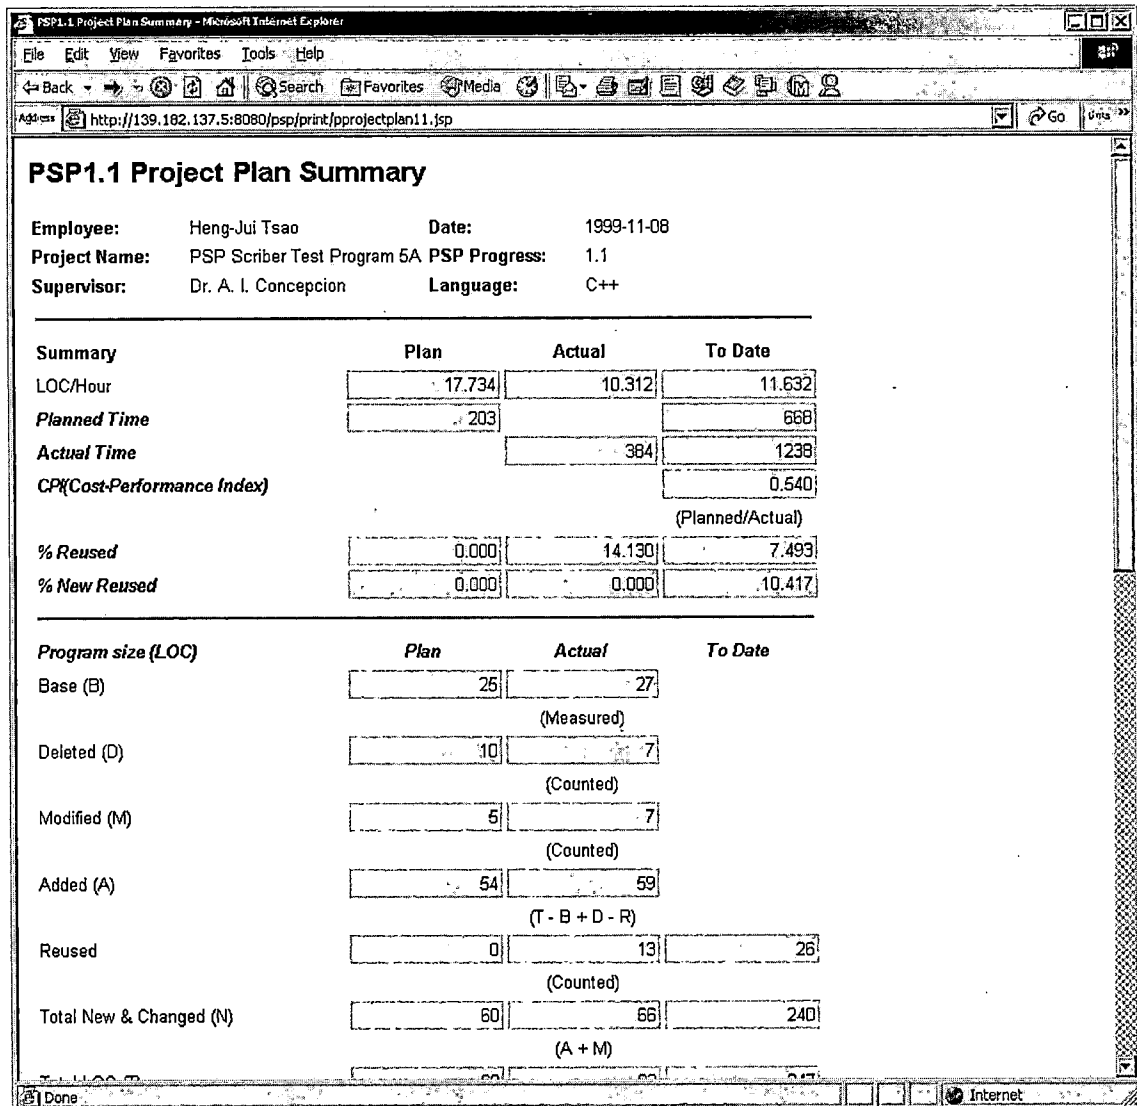 PSP1.1 Project Plan Summary - Microsoft Internet Explorer
File Edit View Favorites Tools Help
Back Search Favorites Media
Address http://139.182.137.5:8080/psp/print/pprojectplan11.jsp Go Links »
PSP1.1 Project Plan Summary
Employee: Heng-Jui Tsao Date: 1999-11-08
Project Name: PSP Scriber Test Program 5A PSP Progress: 1.1
Supervisor: Dr. A. I. Concepcion Language: C++
Summary Plan Actual To Date
LOC/Hour 17.734 10.312 11.632
Planned Time 203 668
Actual Time 384 1238
CPI(Cost-Performance Index) 0.540
(Planned/Actual)
% Reused 0.000 14.130 7.493
% New Reused 0.000 0.000 10.417
Program size (LOC) Plan Actual To Date
Base (B) 25 27
(Measured)
Deleted (D) 10 7
(Counted)
Modified (M) 5 7
(Counted)
Added (A) 54 59
(T - B + D - R)
Reused 0 13 26
(Counted)
Total New & Changed (N) 60 66 240
(A + M)
Done Internet